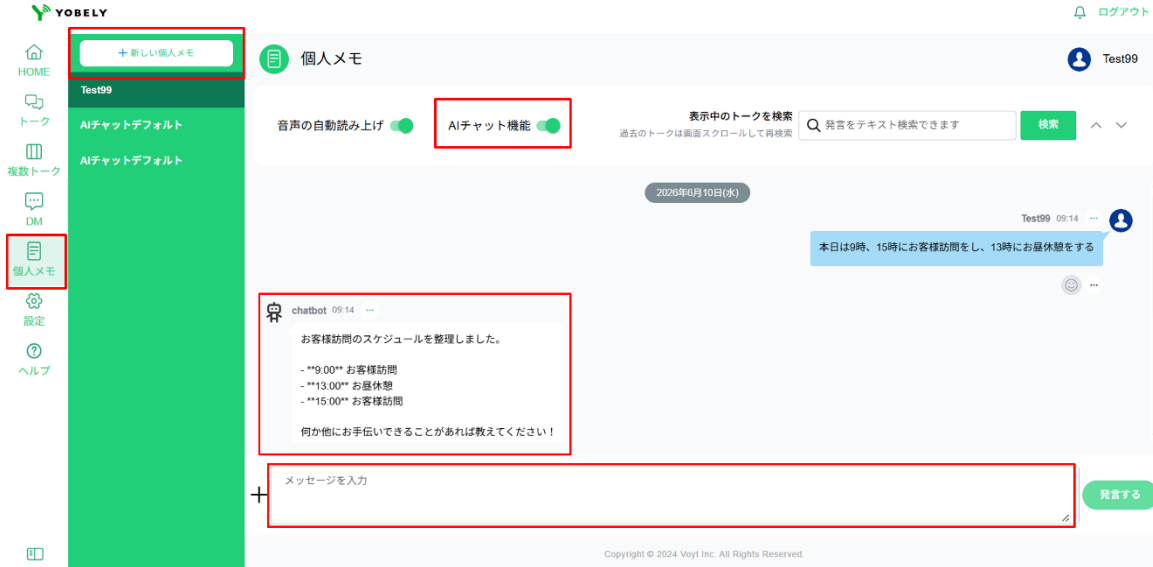 YOBELY
ログアウト
HOME
トーク
複数トーク
DM
個人メモ
設定
ヘルプ
+ 新しい個人メモ
Test99
AIチャットデフォルト
AIチャットデフォルト
個人メモ
Test99
音声の自動読み上げ
AIチャット機能
表示中のトークを検索
過去のトークは画面スクロールして再検索
発言をテキスト検索できます
検索
2026年6月10日(水)
Test99 09:14 ···
本日は9時、15時にお客様訪問をし、13時にお昼休憩をする
···
chatbot 09:14 ···
お客様訪問のスケジュールを整理しました。
- **9:00** お客様訪問
- **13:00** お昼休憩
- **15:00** お客様訪問
何か他にお手伝いできることがあれば教えてください！
メッセージを入力
発言する
Copyright © 2024 Voyt Inc. All Rights Reserved.